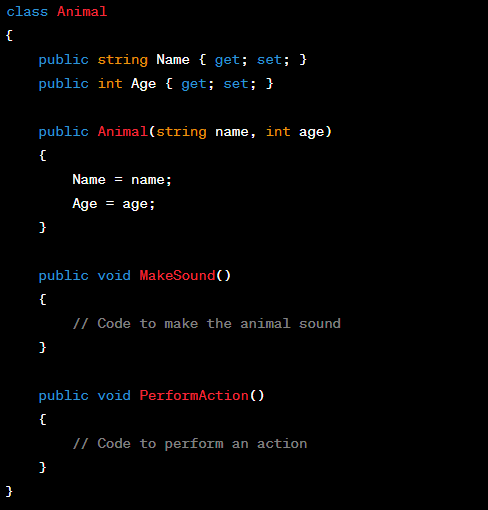 class Animal
{
    public string Name { get; set; }
    public int Age { get; set; }

    public Animal(string name, int age)
    {
        Name = name;
        Age = age;
    }

    public void MakeSound()
    {
        // Code to make the animal sound
    }

    public void PerformAction()
    {
        // Code to perform an action
    }
}